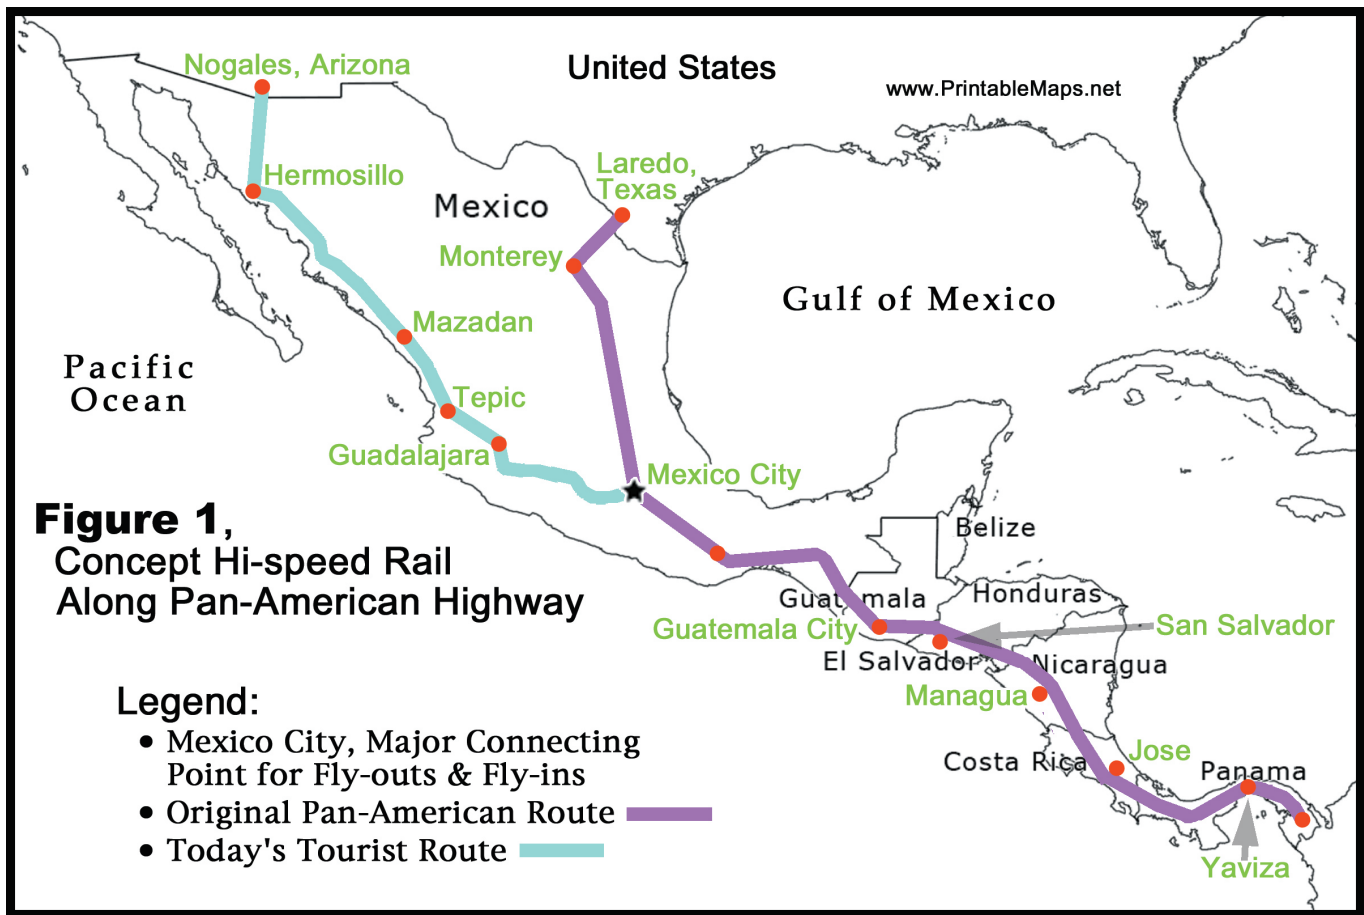 Nogales, Arizona
United States
www.PrintableMaps.net
Laredo,
Texas
Hermosillo
Mexico
Monterey
Gulf of Mexico
Mazadan
Pacific
Ocean
Tepic
Guadalajara
Mexico City
Figure 1,
Concept Hi-speed Rail
Along Pan-American Highway
Belize
Guatemala
Honduras
Guatemala City
San Salvador
El Salvador
Nicaragua
Managua
Costa Rica
Jose
Panama
Yaviza
Legend:
• Mexico City, Major Connecting
Point for Fly-outs & Fly-ins
• Original Pan-American Route
• Today's Tourist Route